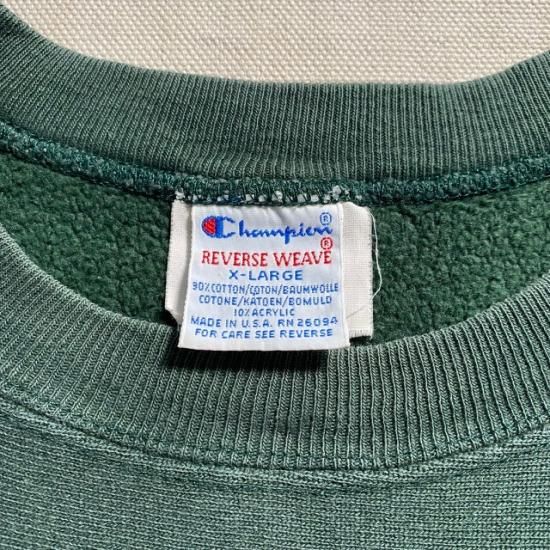 Champion®
REVERSE WEAVE®
X-LARGE
90% COTTON/COTON/BAUMWOLLE
COTONE/KATOEN/BOMULD
10% ACRYLIC
MADE IN U.S.A. RN 26094
FOR CARE SEE REVERSE